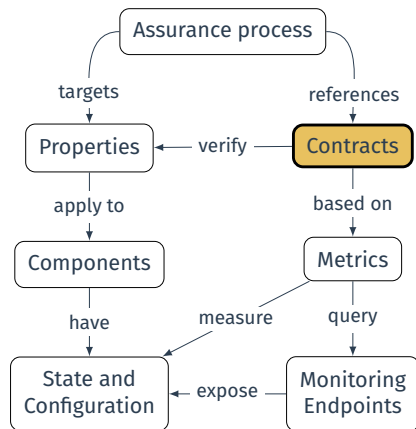 Assurance process
targets
references
Properties
verify
Contracts
apply to
based on
Components
Metrics
have
measure
query
State and
Configuration
expose
Monitoring
Endpoints